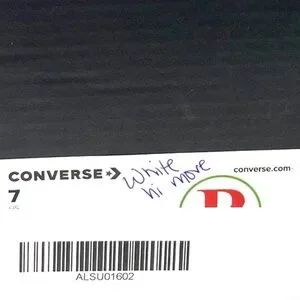 CONVERSE
White
hi move
converse.com
7
ALSU01602